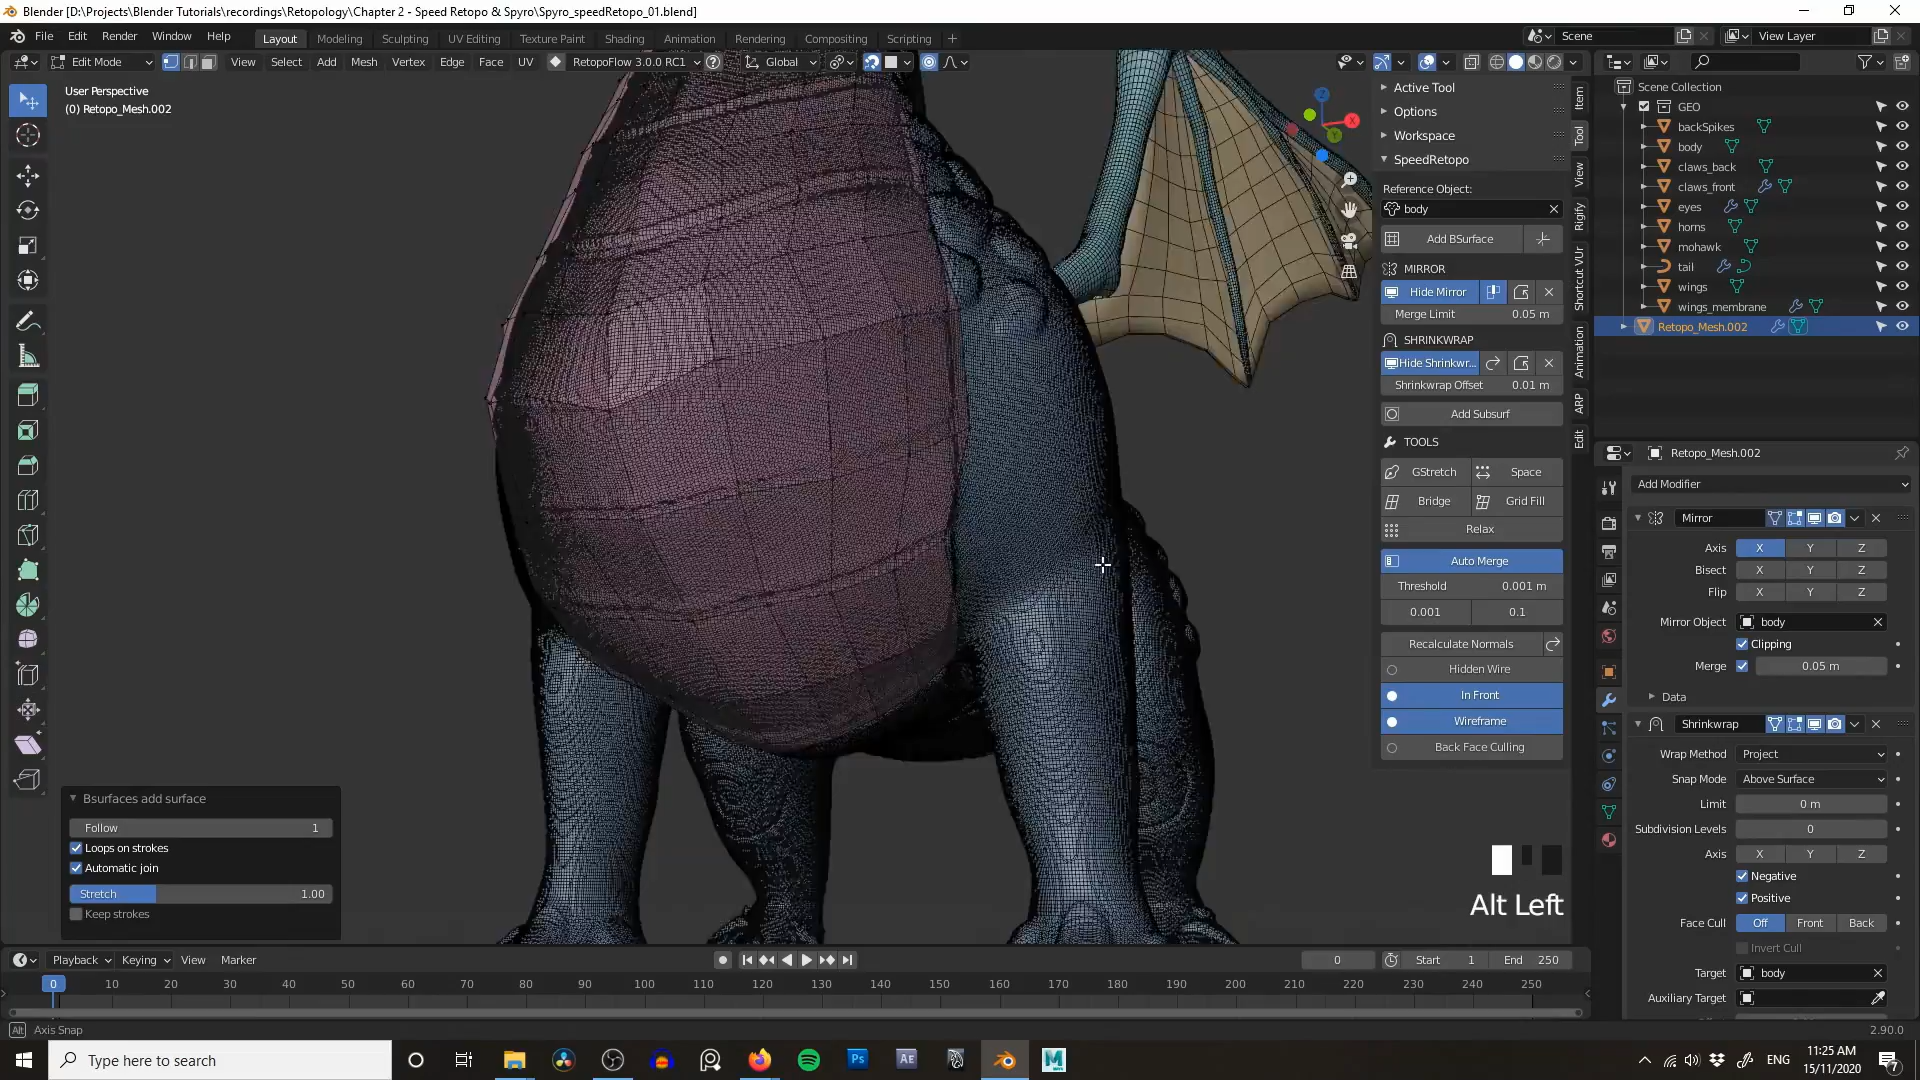 Blender [D:\Projects\Blender Tutorials\recordings\Retopology\Chapter 2 - Speed Retopo & Spyro\Spyro_speedRetopo_01.blend]
File Edit Render Window Help
Layout Modeling Sculpting UV Editing Texture Paint Shading Animation Rendering Compositing Scripting +
Scene
View Layer
Edit Mode View Select Add Mesh Vertex Edge Face UV RetopoFlow 3.0.0 RC1 Global
User Perspective
(0) Retopo_Mesh.002
Z
X
Y
Active Tool
Options
Workspace
SpeedRetopo
Reference Object:
body
Add BSurface
MIRROR
Hide Mirror
Merge Limit 0.05 m
SHRINKWRAP
Hide Shrinkwr...
Shrinkwrap Offset 0.01 m
Add Subsurf
TOOLS
GStretch Space
Bridge Grid Fill
Relax
Auto Merge
Threshold 0.001 m
0.001 0.1
Recalculate Normals
Hidden Wire
In Front
Wireframe
Back Face Culling
Item
Tool
View
Rigify
Shortcut VUr
Animation
ARP
Edit
Scene Collection
GEO
backSpikes
body
claws_back
claws_front
eyes
horns
mohawk
tail
wings
wings_membrane
Retopo_Mesh.002
Retopo_Mesh.002
Add Modifier
Mirror
Axis X Y Z
Bisect X Y Z
Flip X Y Z
Mirror Object body
Clipping
Merge 0.05 m
Data
Shrinkwrap
Wrap Method Project
Snap Mode Above Surface
Limit 0 m
Subdivision Levels 0
Axis X Y Z
Negative
Positive
Face Cull Off Front Back
Invert Cull
Target body
Auxiliary Target
Bsurfaces add surface
Follow 1
Loops on strokes
Automatic join
Stretch 1.00
Keep strokes
Alt Left
Playback Keying View Marker
0 Start 1 End 250
0 10 20 30 40 50 60 70 80 90 100 110 120 130 140 150 160 170 180 190 200 210 220 230 240 250
Alt Axis Snap
2.90.0
Type here to search
Ps
Ae
M
ENG
11:25 AM
15/11/2020
7